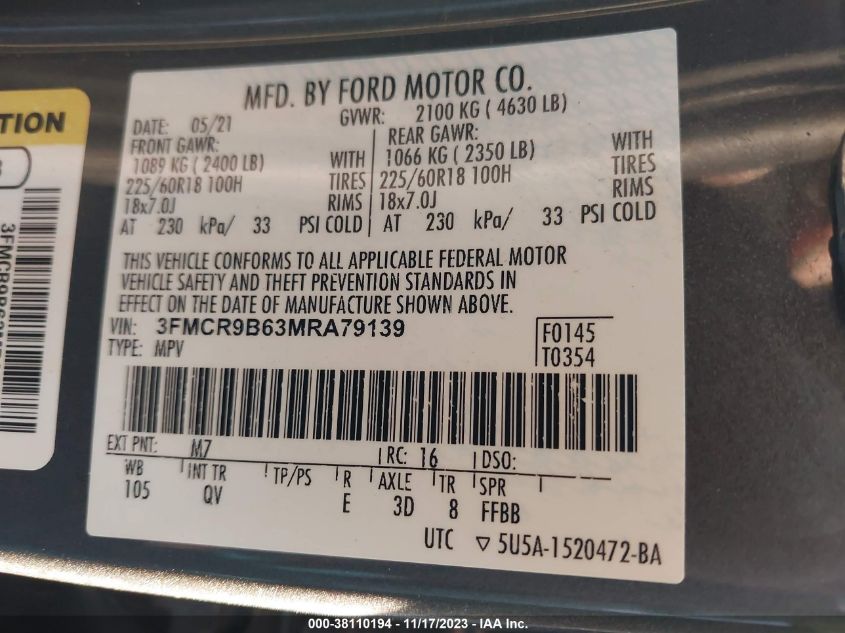 MFD. BY FORD MOTOR CO.
DATE: 05/21 GVWR: 2100 KG ( 4630 LB)
FRONT GAWR: REAR GAWR:
1089 KG ( 2400 LB) WITH 1066 KG ( 2350 LB) WITH
225/60R18 100H TIRES 225/60R18 100H TIRES
18x7.0J RIMS 18x7.0J RIMS
AT 230 kPa/ 33 PSI COLD AT 230 kPa/ 33 PSI COLD
THIS VEHICLE CONFORMS TO ALL APPLICABLE FEDERAL MOTOR
VEHICLE SAFETY AND THEFT PREVENTION STANDARDS IN
EFFECT ON THE DATE OF MANUFACTURE SHOWN ABOVE.
VIN: 3FMCR9B63MRA79139 F0145
TYPE: MPV T0354
EXT PNT: M7 RC: 16 DSO:
WB INT TR TP/PS R AXLE TR SPR
105 QV E 3D 8 FFBB
UTC ▽ 5U5A-1520472-BA
000-38110194 - 11/17/2023 - IAA Inc.